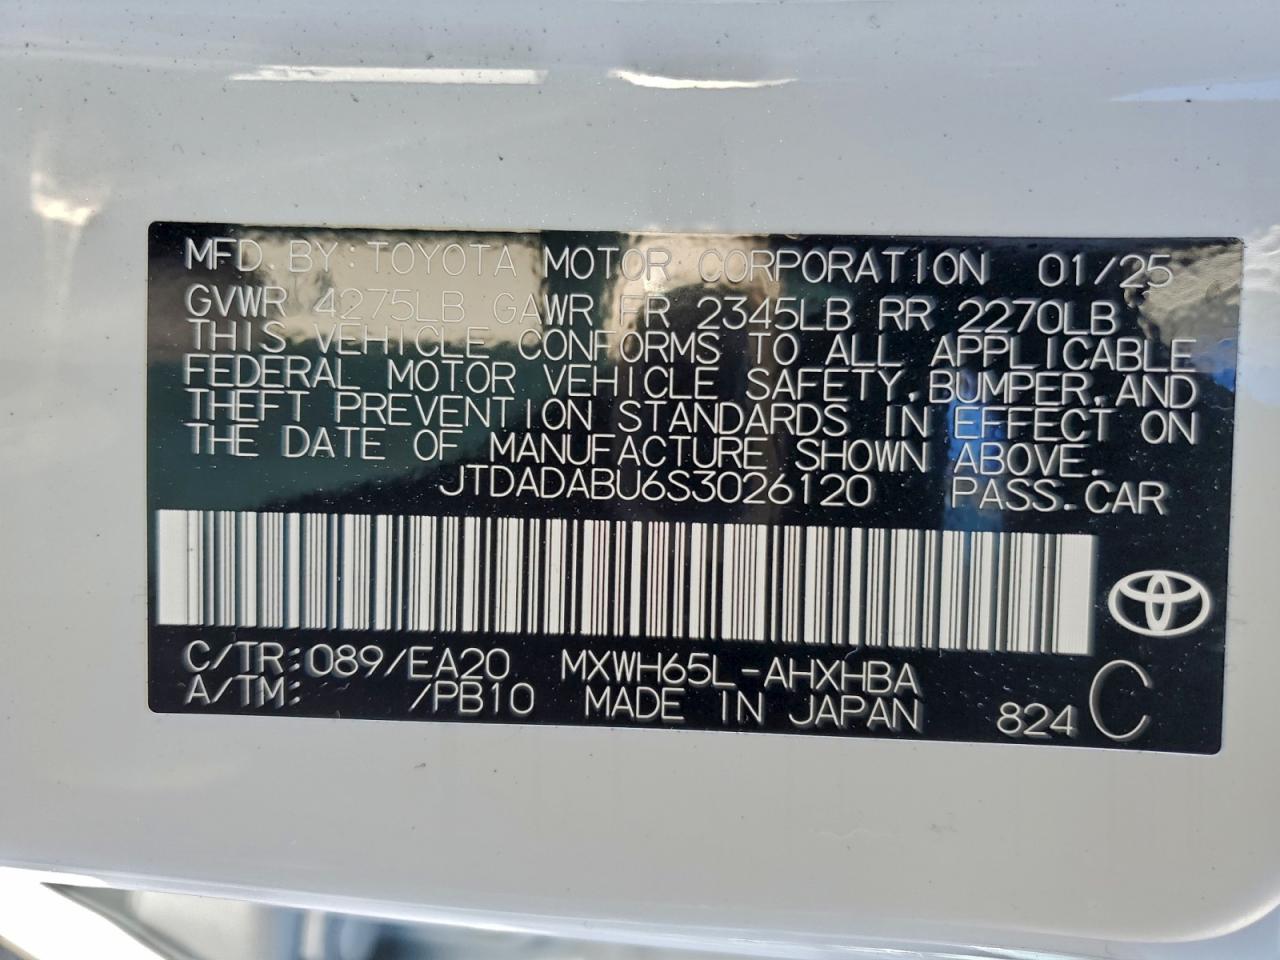 MFD.BY:TOYOTA MOTOR CORPORATION 01/25
GVWR 4275LB GAWR FR 2345LB RR 2270LB
THIS VEHICLE CONFORMS TO ALL APPLICABLE
FEDERAL MOTOR VEHICLE SAFETY,BUMPER,AND
THEFT PREVENTION STANDARDS IN EFFECT ON
THE DATE OF MANUFACTURE SHOWN ABOVE.
JTDADABU6S3026120 PASS.CAR
C/TR:089/EA20 MXWH65L-AHXHBA
A/TM: /PB10 MADE IN JAPAN 824 C